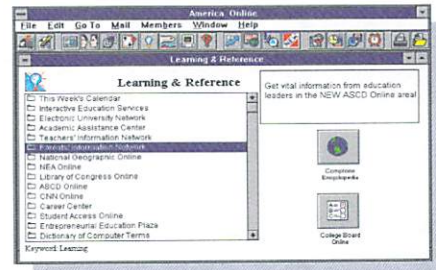 America Online
File Edit Go To Mail Members Window Help
Learning & Reference
Learning & Reference
This Week's Calendar
Interactive Education Services
Electronic University Network
Academic Assistance Center
Teachers' Information Network
Parents' Information Network
National Geographic Online
NEA Online
Library of Congress Online
ABCD Online
CNN Online
Career Center
Student Access Online
Entrepreneurial Education Plaza
Dictionary of Computer Terms
Keyword: Learning
Get vital information from education
leaders in the NEW ASCD Online area!
Comptons
Encyclopedia
College Board
Online